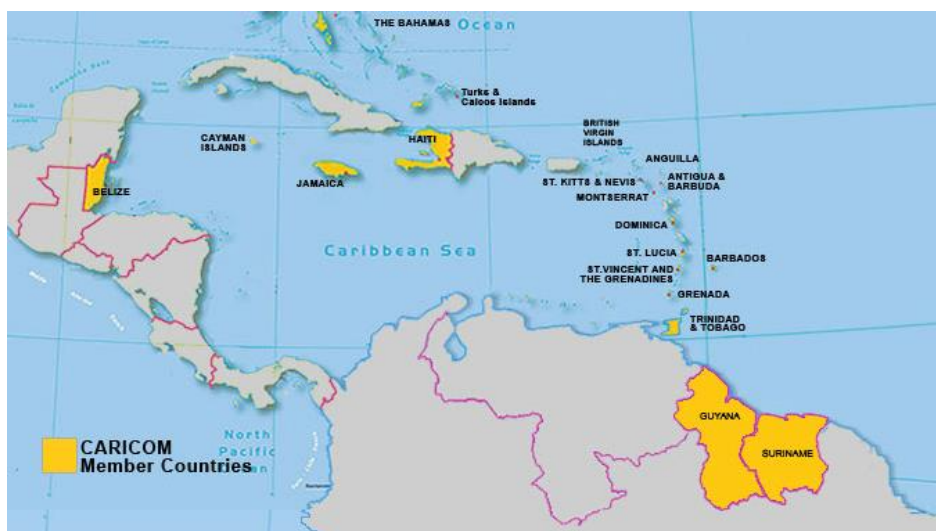 THE BAHAMAS
Ocean
Turks &
Caicos Islands
BRITISH
VIRGIN
ISLANDS
CAYMAN
ISLANDS
HAITI
ANGUILLA
JAMAICA
ST. KITTS & NEVIS
ANTIGUA &
BARBUDA
BELIZE
MONTSERRAT
DOMINICA
Caribbean Sea
ST. LUCIA
BARBADOS
ST.VINCENT AND
THE GRENADINES
GRENADA
TRINIDAD
& TOBAGO
GUYANA
SURINAME
North
Pacific
CARICOM
Member Countries